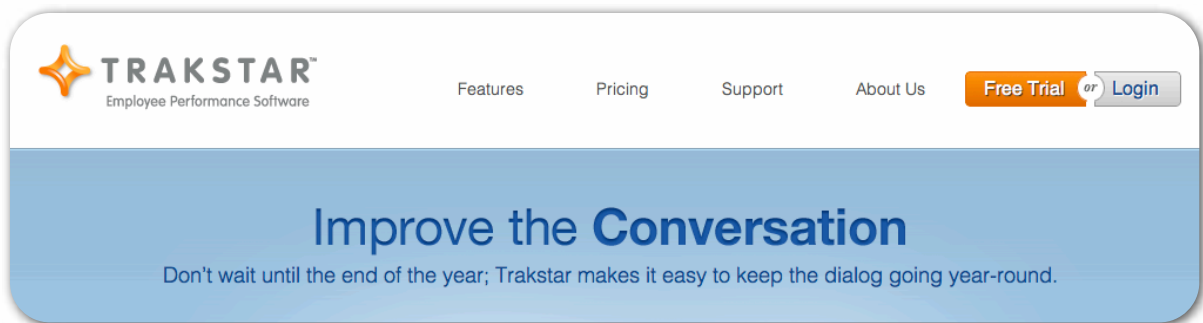 TRAKSTAR™
Employee Performance Software
Features Pricing Support About Us Free Trial or Login
Improve the Conversation
Don't wait until the end of the year; Trakstar makes it easy to keep the dialog going year-round.